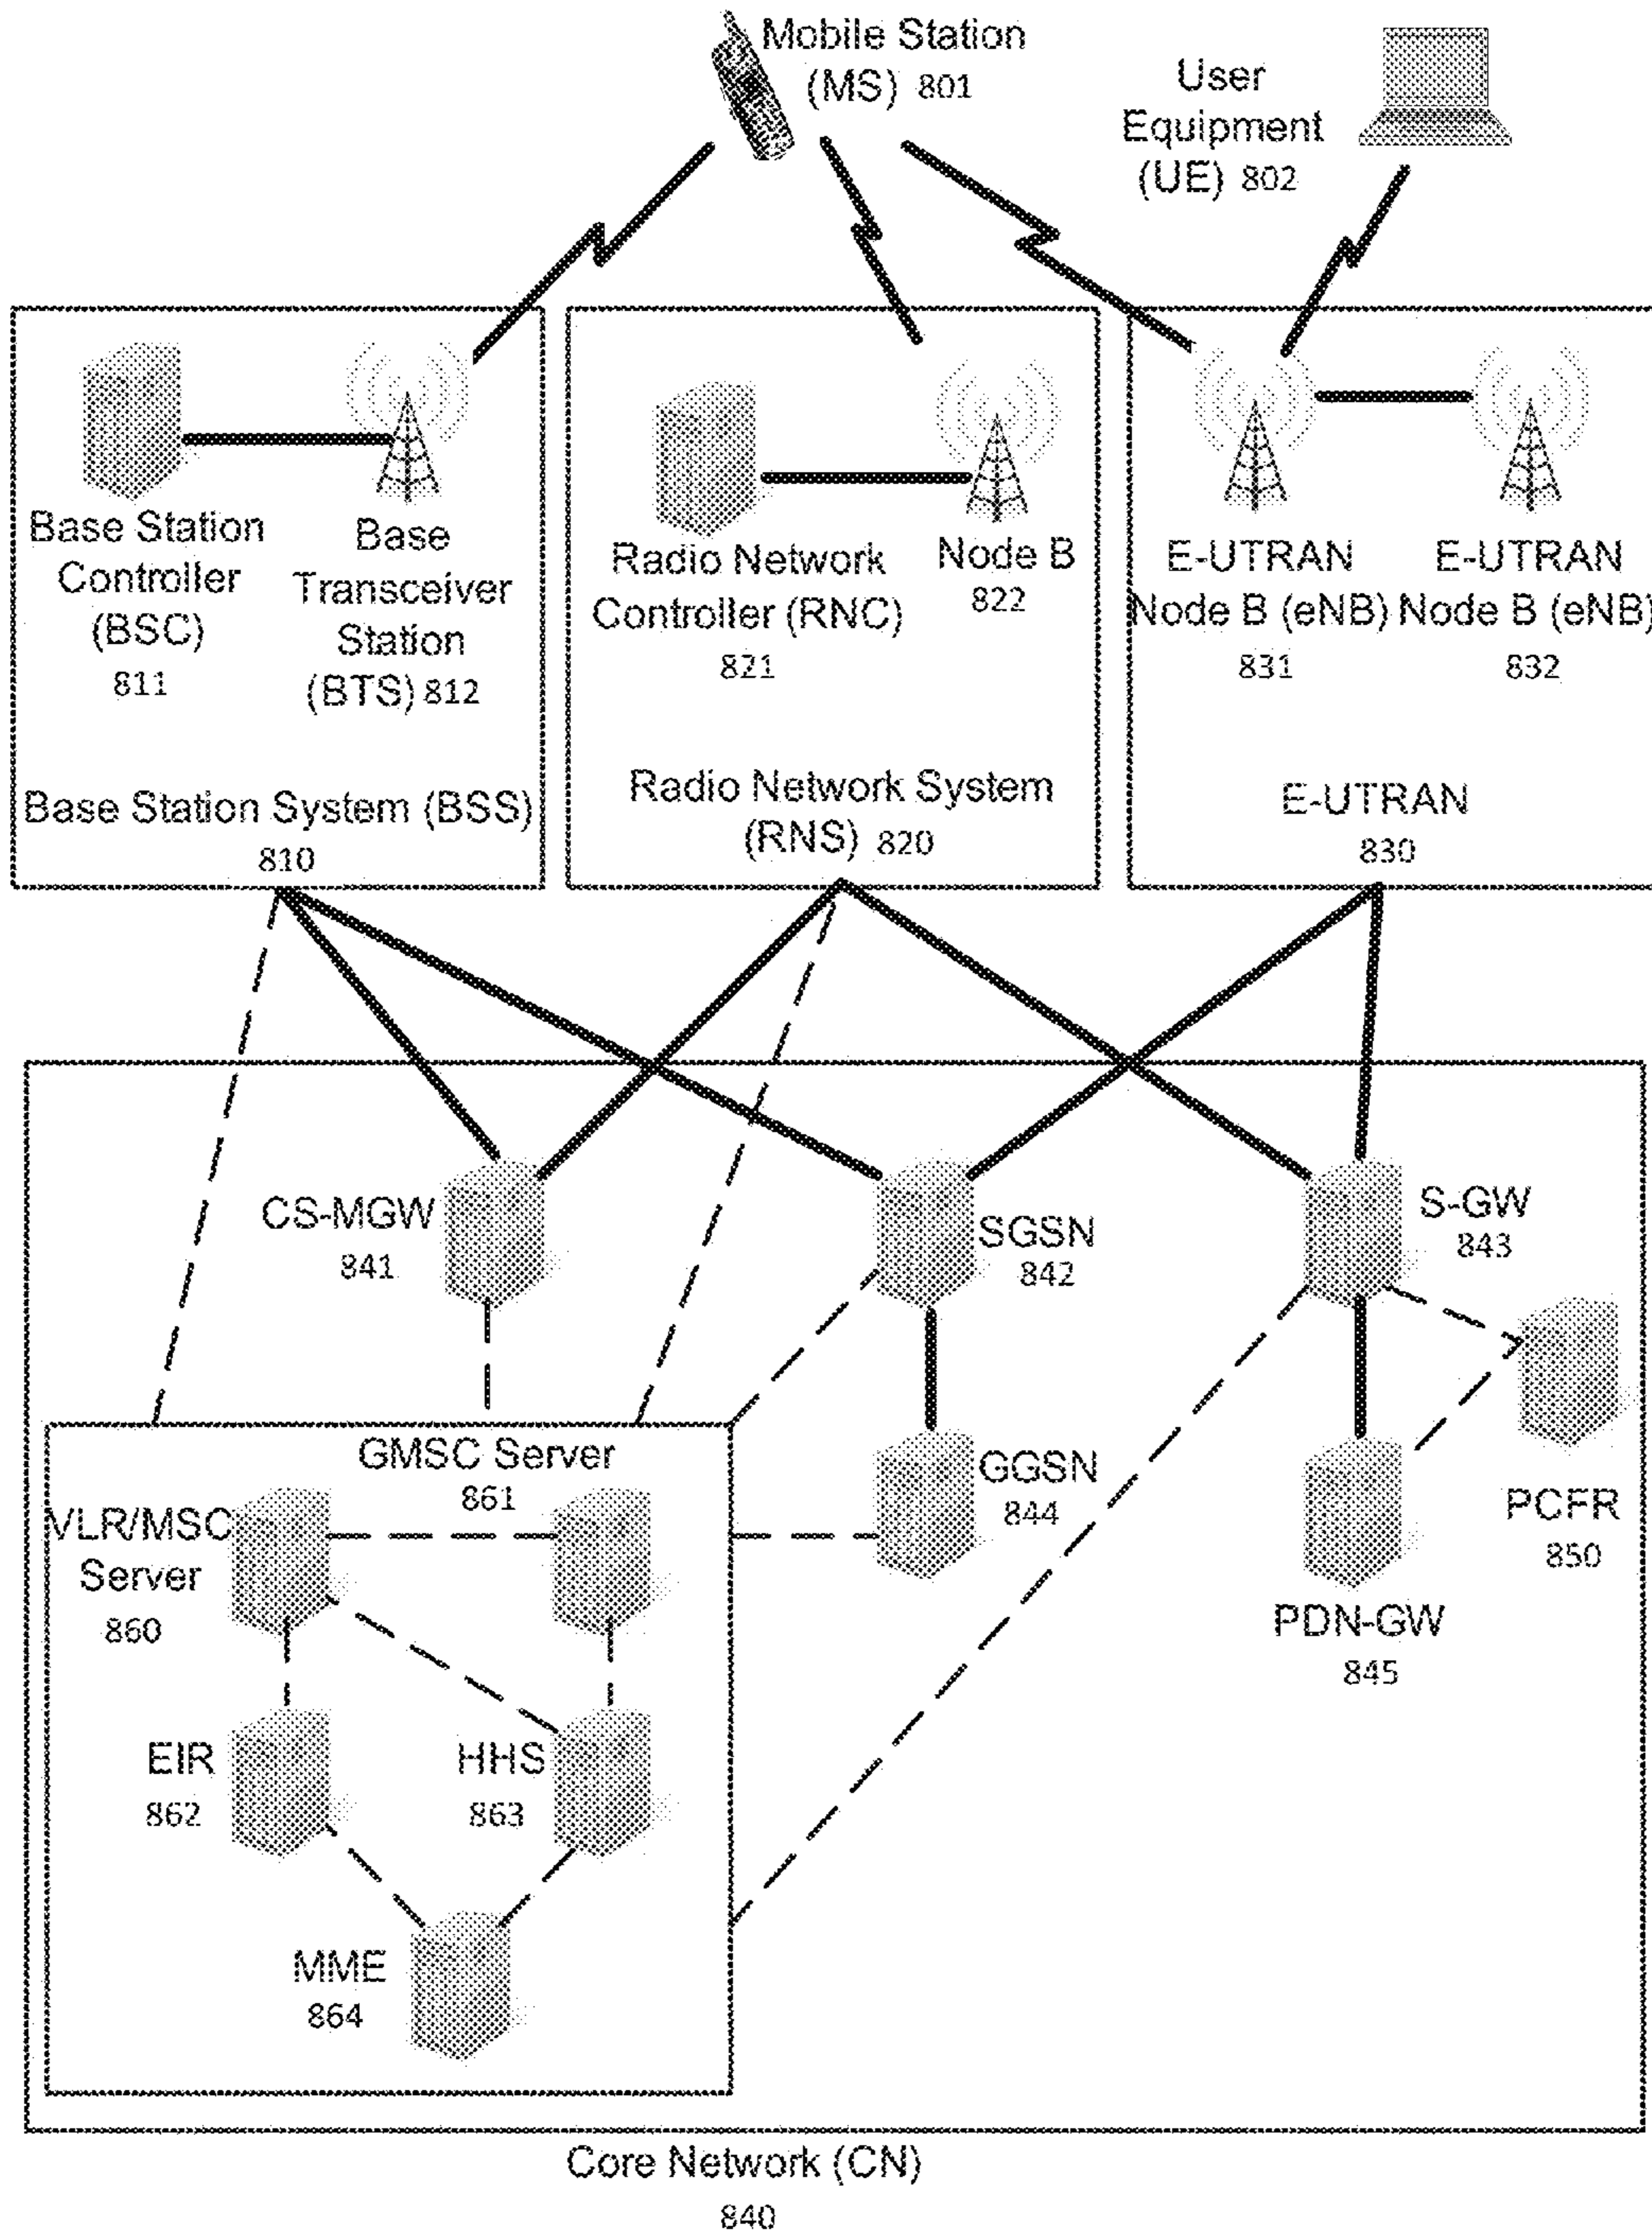 Mobile Station
(MS) 801
User
Equipment
(UE) 802
Base Station
Controller
(BSC)
811
Base
Transceiver
Station
(BTS) 812
Base Station System (BSS)
810
Radio Network
Controller (RNC)
821
Node B
822
Radio Network System
(RNS) 820
E-UTRAN
Node B (eNB)
831
E-UTRAN
Node B (eNB)
832
E-UTRAN
830
CS-MGW
841
SGSN
842
S-GW
843
GMSC Server
861
VLR/MSC
Server
860
GGSN
844
PCFR
850
PDN-GW
845
EIR
862
HHS
863
MME
864
Core Network (CN)
840